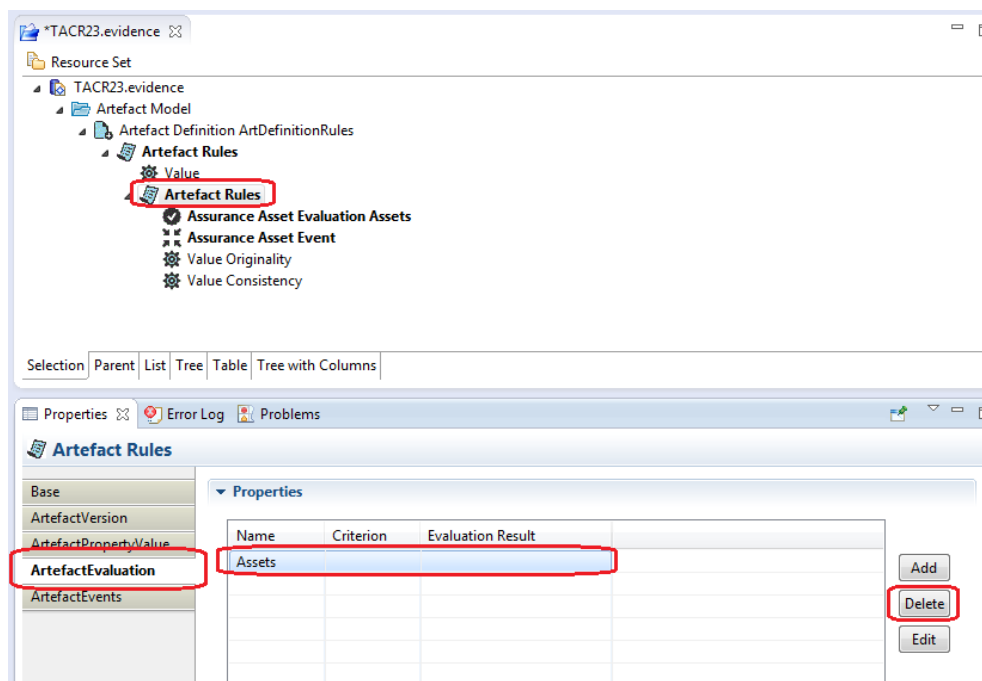 *TACR23.evidence
Resource Set
TACR23.evidence
Artefact Model
Artefact Definition ArtDefinitionRules
Artefact Rules
Value
Artefact Rules
Assurance Asset Evaluation Assets
Assurance Asset Event
Value Originality
Value Consistency
Selection Parent List Tree Table Tree with Columns
Properties Error Log Problems
Artefact Rules
Base
Properties
ArtefactVersion
ArtefactPropertyValue
Name Criterion Evaluation Result
Assets
ArtefactEvaluation
Add
ArtefactEvents
Delete
Edit